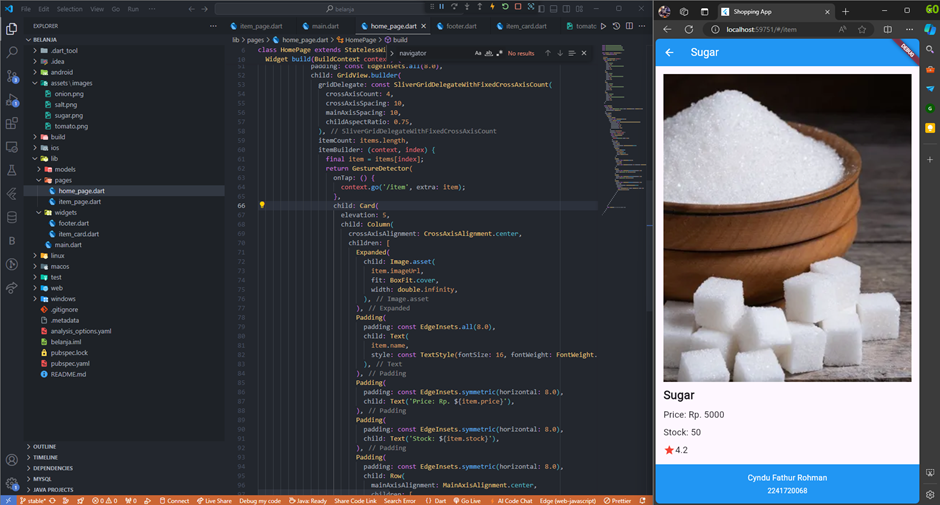 File Edit Selection View Go Run ···
belanja
EXPLORER ···
BELANJA
.dart_tool
.idea
android
assets\images
onion.png
salt.png
sugar.png
tomato.png
build
ios
lib
models
pages
home_page.dart
item_page.dart
widgets
footer.dart
item_card.dart
main.dart
linux
macos
test
web
windows
.gitignore
.metadata
analysis_options.yaml
belanja.iml
pubspec.lock
pubspec.yaml
README.md
OUTLINE
TIMELINE
DEPENDENCIES
MYSQL
JAVA PROJECTS
item_page.dart main.dart home_page.dart footer.dart item_card.dart tomato
lib > pages > home_page.dart > HomePage > build
navigator Aa ab No results
class HomePage extends StatelessWi
Widget build(BuildContext contex
padding: const EdgeInsets.all(8.0),
child: GridView.builder(
gridDelegate: const SliverGridDelegateWithFixedCrossAxisCount(
crossAxisCount: 4,
crossAxisSpacing: 10,
mainAxisSpacing: 10,
childAspectRatio: 0.75,
), // SliverGridDelegateWithFixedCrossAxisCount
itemCount: items.length,
itemBuilder: (context, index) {
final item = items[index];
return GestureDetector(
onTap: () {
context.go('/item', extra: item);
},
66 child: Card(
elevation: 5,
child: Column(
crossAxisAlignment: CrossAxisAlignment.center,
children: [
Expanded(
child: Image.asset(
item.imageUrl,
fit: BoxFit.cover,
width: double.infinity,
), // Image.asset
), // Expanded
Padding(
padding: const EdgeInsets.all(8.0),
child: Text(
item.name,
style: const TextStyle(fontSize: 16, fontWeight: FontWeight.
), // Text
), // Padding
Padding(
padding: const EdgeInsets.symmetric(horizontal: 8.0),
child: Text('Price: Rp. ${item.price}'),
), // Padding
Padding(
padding: const EdgeInsets.symmetric(horizontal: 8.0),
child: Text('Stock: ${item.stock}'),
), // Padding
Padding(
padding: const EdgeInsets.symmetric(horizontal: 8.0),
child: Row(
mainAxisAlignment: MainAxisAlignment.center,
children: [
stable* 0 0 0 Connect Live Share Debug my code Java: Ready Share Code Link Search Error {} Dart Go Live AI Code Chat Edge (web-javascript) Prettier
Shopping App
localhost:59751/#/item
Sugar
DEBUG
Sugar
Price: Rp. 5000
Stock: 50
4.2
Cyndu Fathur Rohman
2241720068